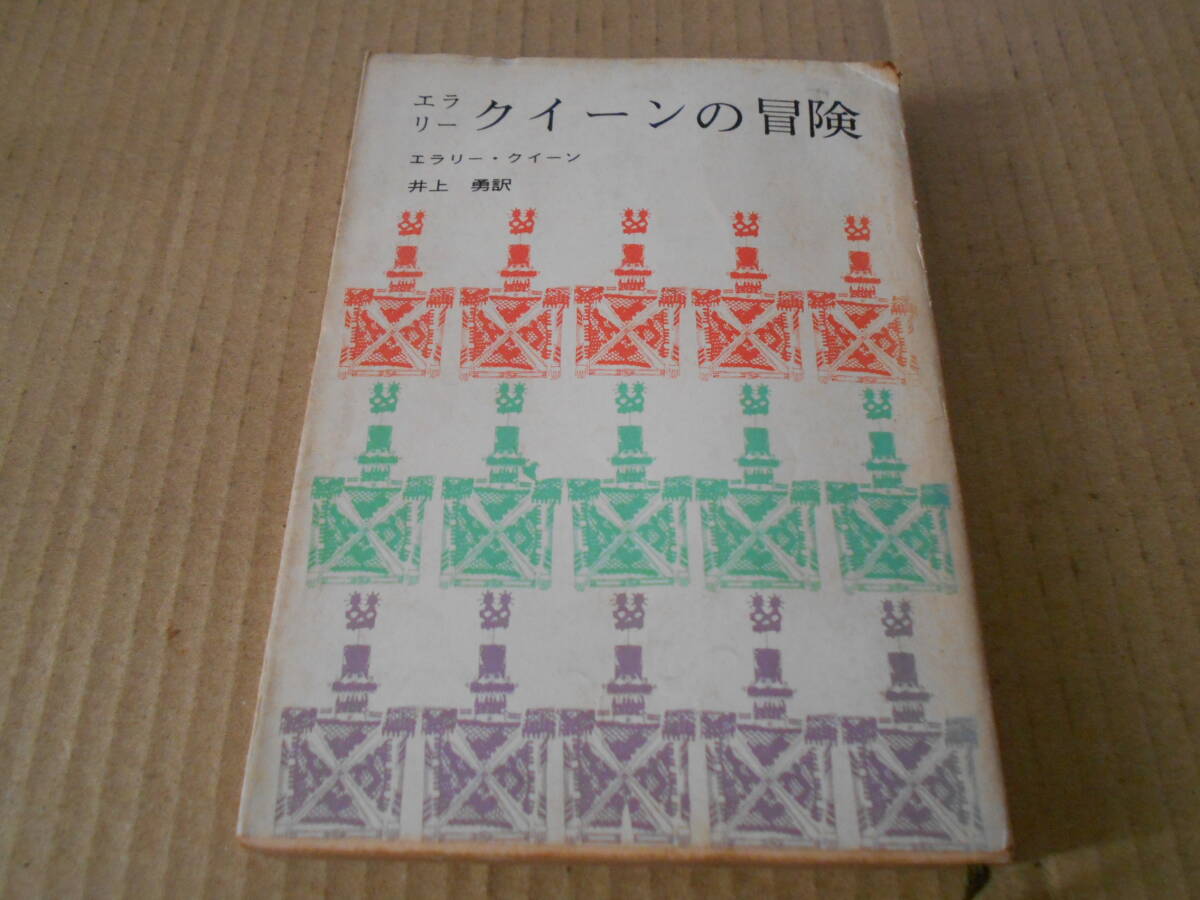 エラリー クイーンの冒険
エラリー・クイーン
井上 勇訳